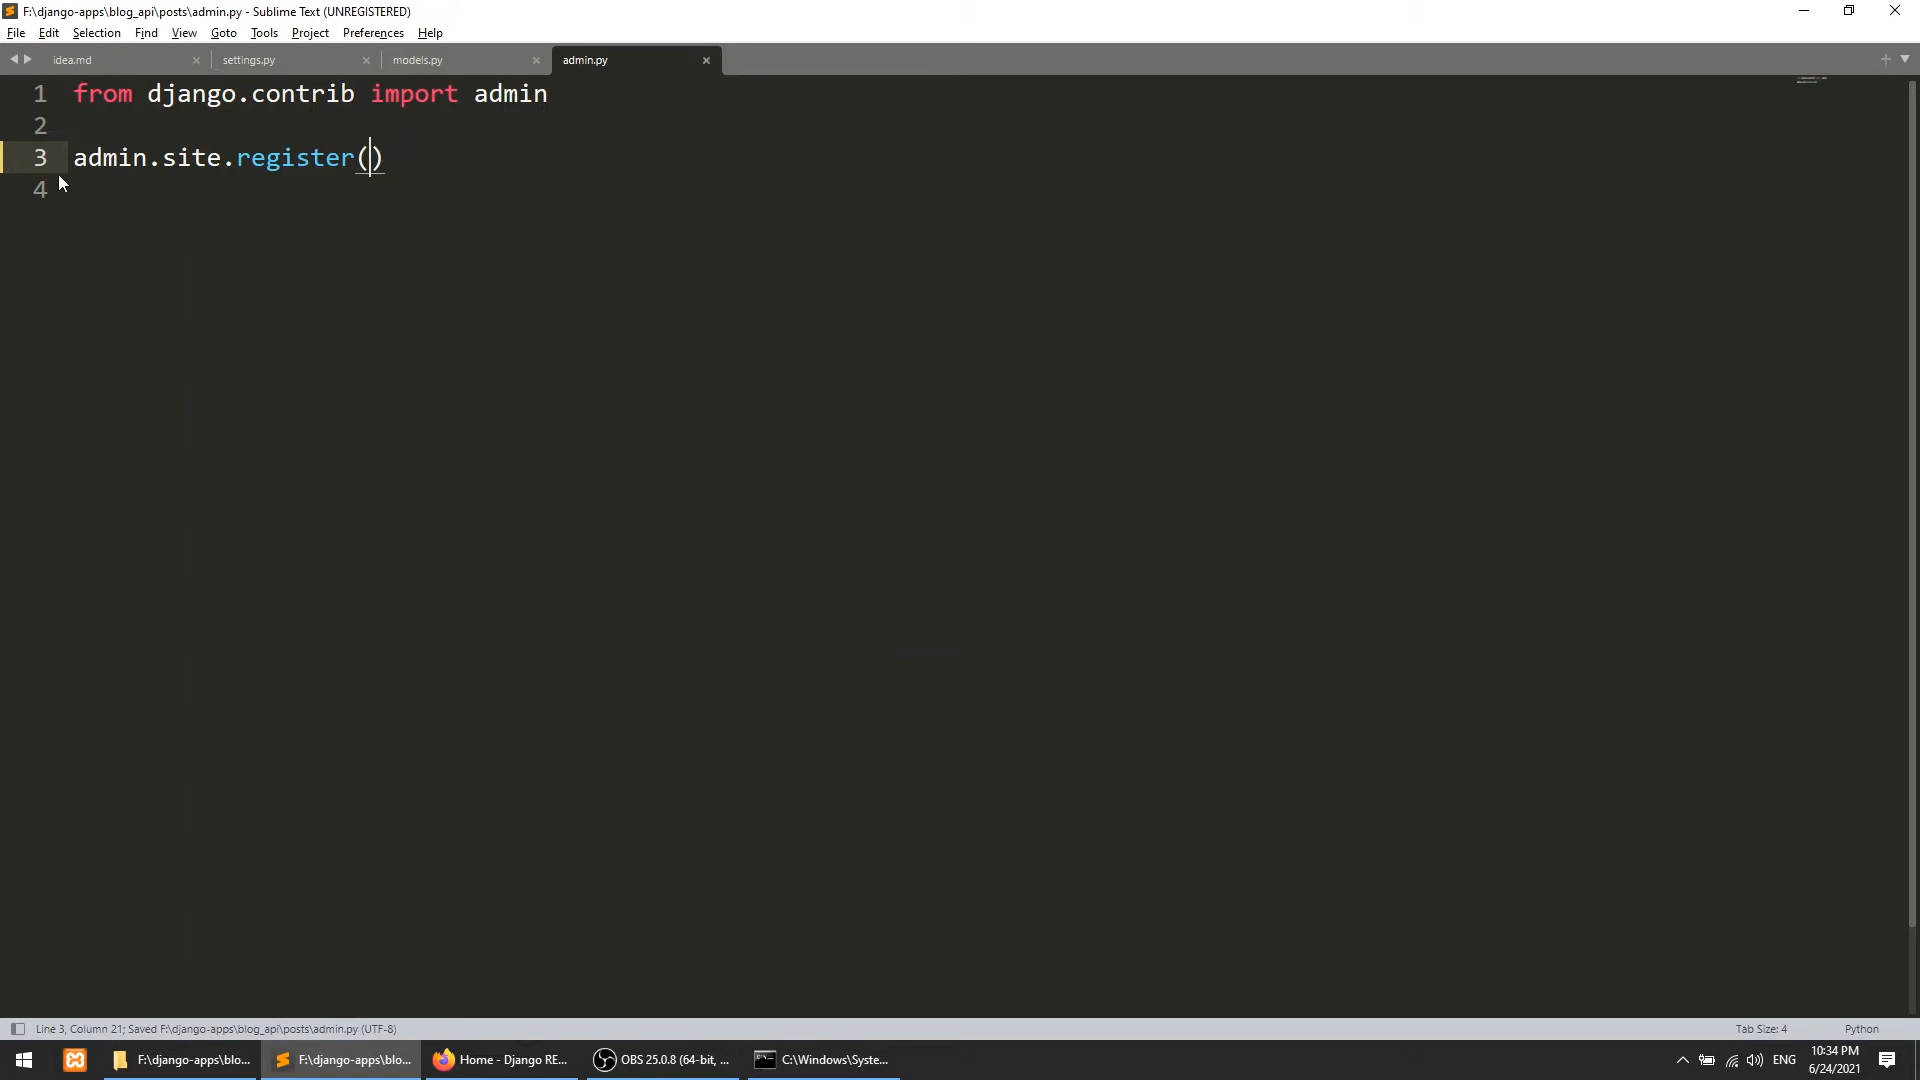 F:\django-apps\blog_api\posts\admin.py - Sublime Text (UNREGISTERED)
File Edit Selection Find View Goto Tools Project Preferences Help
idea.md settings.py models.py admin.py
1 from django.contrib import admin
2
3 admin.site.register()
4
Line 3, Column 21; Saved F:\django-apps\blog_api\posts\admin.py (UTF-8) Tab Size: 4 Python
F:\django-apps\blo... F:\django-apps\blo... Home - Django RE... OBS 25.0.8 (64-bit, ... C:\Windows\Syste... ENG 10:34 PM
6/24/2021